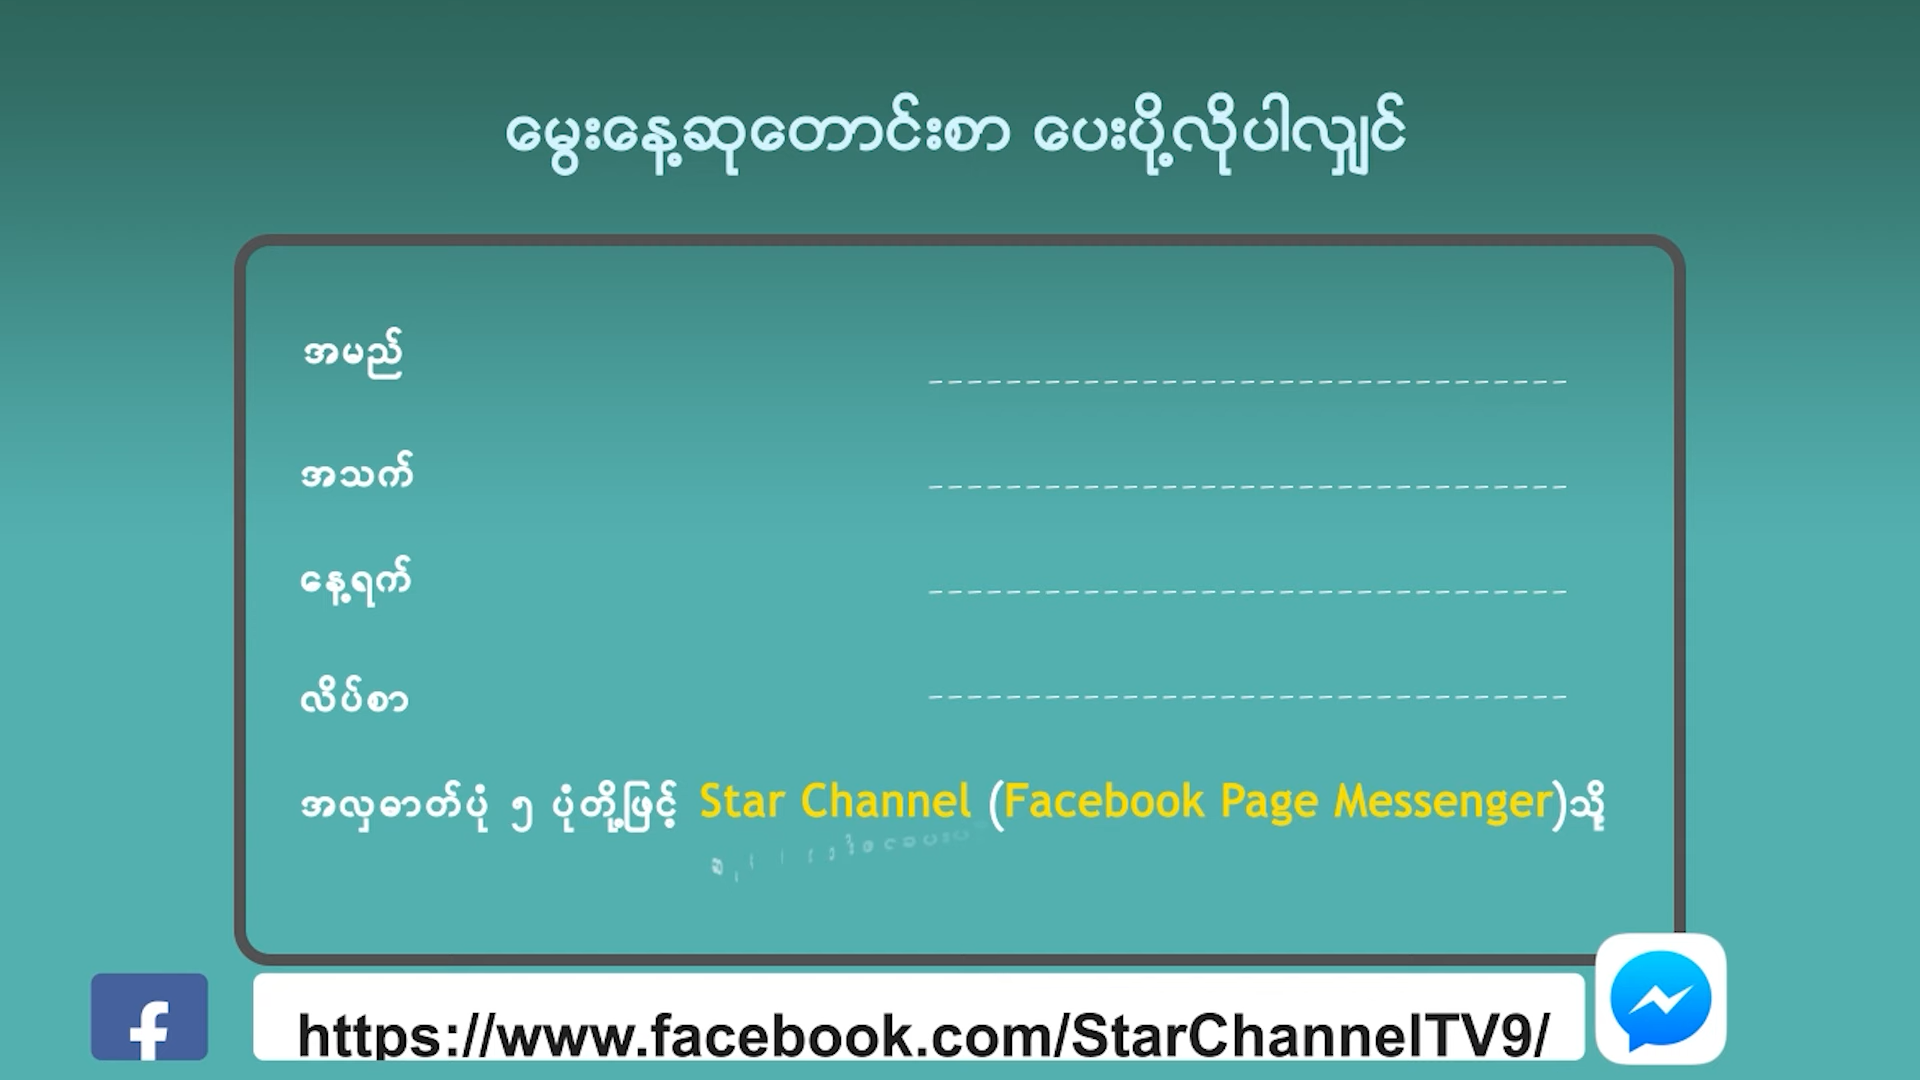 မွေးနေ့ဆုတောင်းစာ ပေးပို့လိုပါလျှင်
အမည်
အသက်
နေ့ရက်
လိပ်စာ
အလှဓာတ်ပုံ ၅ ပုံတို့ဖြင့် Star Channel (Facebook Page Messenger)သို့
https://www.facebook.com/StarChannelTV9/